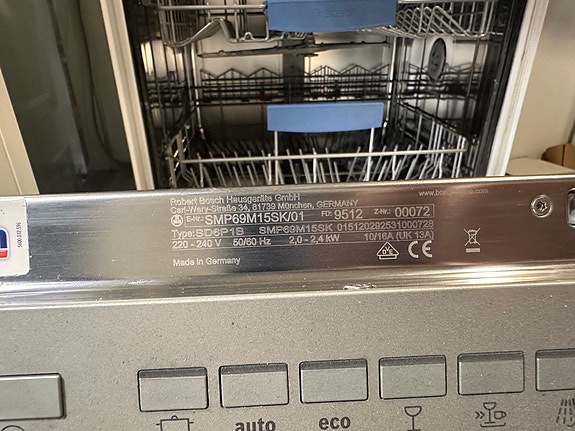 Robert Bosch Hausgeräte GmbH
Carl-Wery-Straße 34, 81739 München, GERMANY
E-Nr.: SMP69M15SK/01 FD: 9512 Z-Nr.: 00072
Type: SD6P1S SMP69M15SK 015120292531000728
220 - 240 V 50/60 Hz 2,0 - 2,4 kW 10/16A (UK 13A)
Made in Germany
CE
auto eco